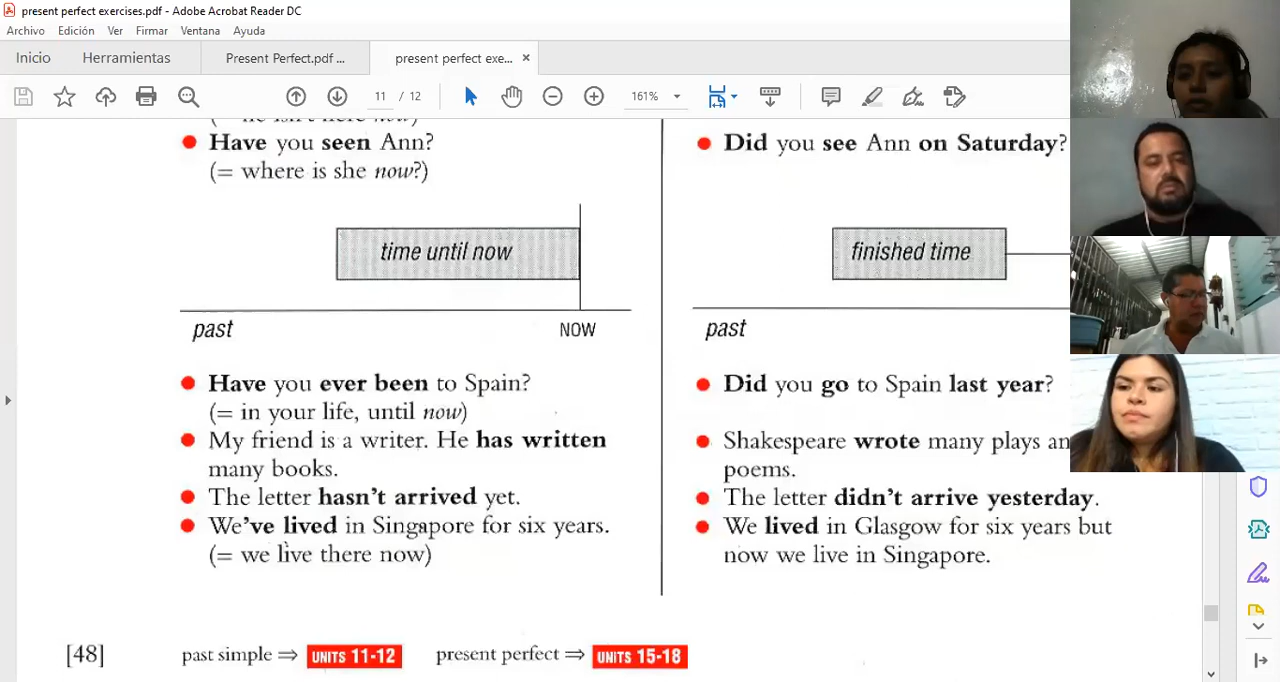 present perfect exercises.pdf - Adobe Acrobat Reader DC
Archivo Edición Ver Firmar Ventana Ayuda
Inicio Herramientas Present Perfect.pdf ... present perfect exe... ×
11 / 12 161%
Have you seen Ann?
(= where is she now?)
time until now
past NOW
Have you ever been to Spain?
(= in your life, until now)
My friend is a writer. He has written
many books.
The letter hasn't arrived yet.
We've lived in Singapore for six years.
(= we live there now)
Did you see Ann on Saturday?
finished time
past
Did you go to Spain last year?
Shakespeare wrote many plays
poems.
The letter didn't arrive yesterday.
We lived in Glasgow for six years but
now we live in Singapore.
[48] past simple ⇒ UNITS 11-12 present perfect ⇒ UNITS 15-18